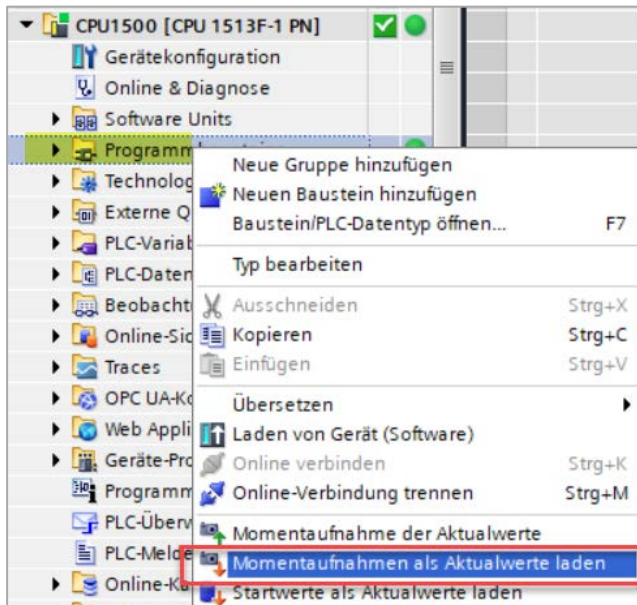 CPU1500 [CPU 1513F-1 PN]
Gerätekonfiguration
Online & Diagnose
Software Units
Technolog
Externe Q
PLC-Variab
PLC-Daten
Beobacht
Online-Sic
Traces
OPC UA-Ko
Web Appli
Geräte-Pro
Programm
PLC-Überw
PLC-Melde
Online-Ka
Neue Gruppe hinzufügen
Neuen Baustein hinzufügen
Baustein/PLC-Datentyp öffnen... F7
Typ bearbeiten
Ausschneiden Strg+X
Kopieren Strg+C
Einfügen Strg+V
Übersetzen
Laden von Gerät (Software)
Online verbinden Strg+K
Online-Verbindung trennen Strg+M
Momentaufnahme der Aktualwerte
Momentaufnahmen als Aktualwerte laden
Startwerte als Aktualwerte laden